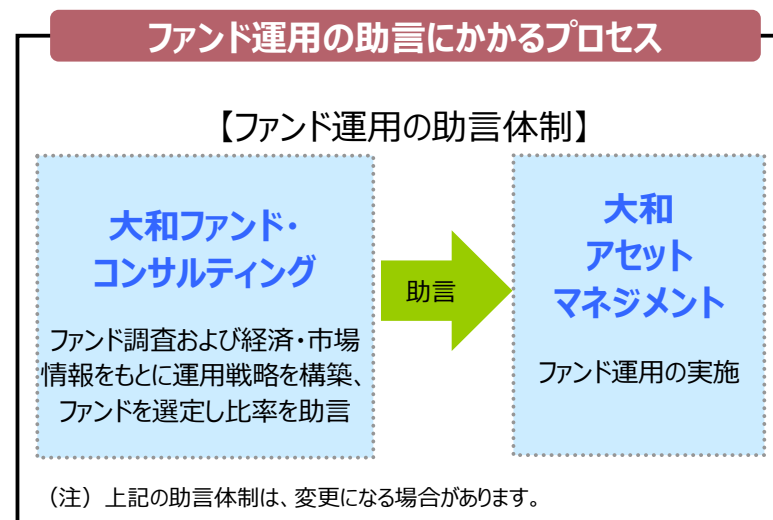 ファンド運用の助言にかかるプロセス
【ファンド運用の助言体制】
大和ファンド・
コンサルティング
ファンド調査および経済・市場
情報をもとに運用戦略を構築、
ファンドを選定し比率を助言
助言
大和
アセット
マネジメント
ファンド運用の実施
（注）上記の助言体制は、変更になる場合があります。